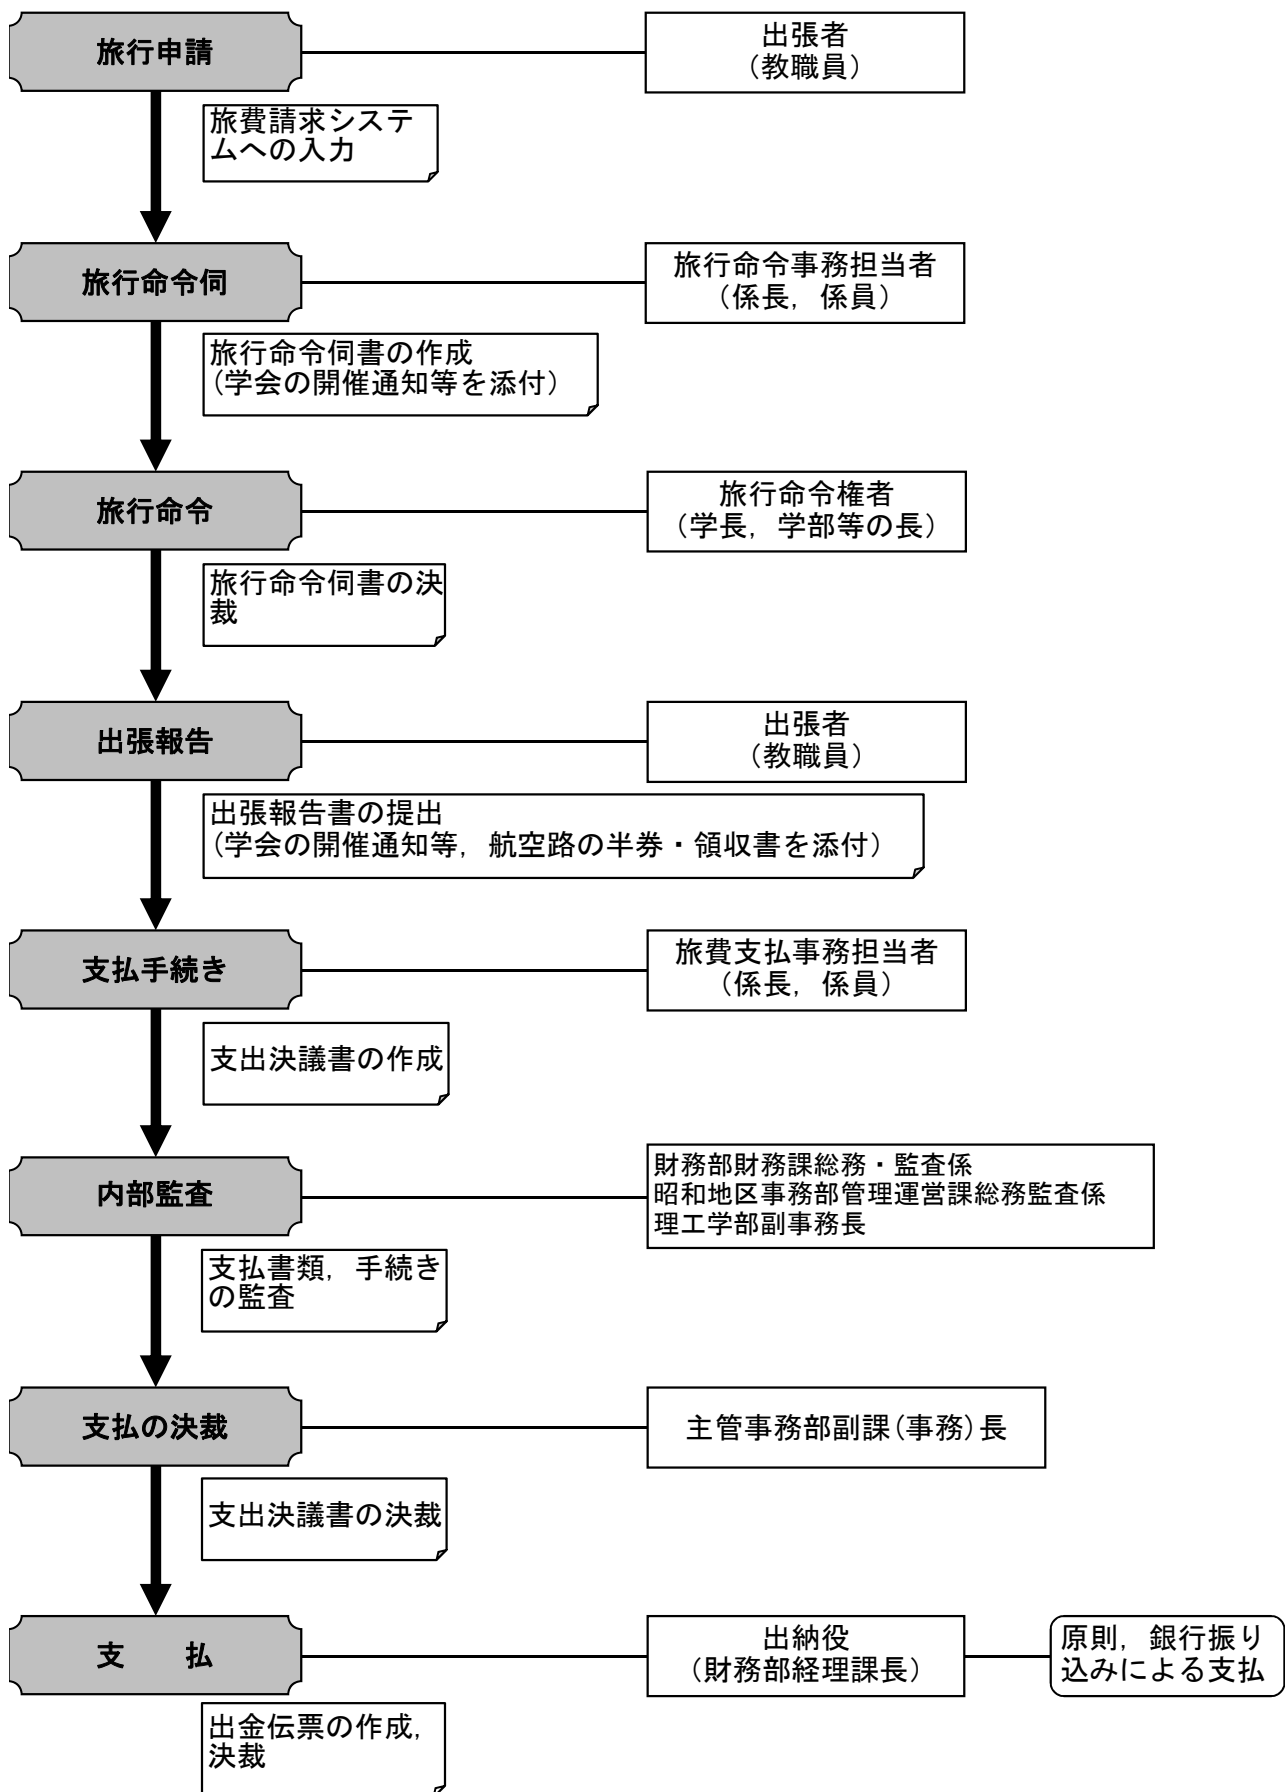 旅行申請
出張者
（教職員）
旅費請求システ
ムへの入力
旅行命令伺
旅行命令事務担当者
（係長，係員）
旅行命令伺書の作成
（学会の開催通知等を添付）
旅行命令
旅行命令権者
（学長，学部等の長）
旅行命令伺書の決
裁
出張報告
出張者
（教職員）
出張報告書の提出
（学会の開催通知等，航空路の半券・領収書を添付）
支払手続き
旅費支払事務担当者
（係長，係員）
支出決議書の作成
内部監査
財務部財務課総務・監査係
昭和地区事務部管理運営課総務監査係
理工学部副事務長
支払書類，手続き
の監査
支払の決裁
主管事務部副課（事務）長
支出決議書の決裁
支　　払
出納役
（財務部経理課長）
原則，銀行振り
込みによる支払
出金伝票の作成，
決裁